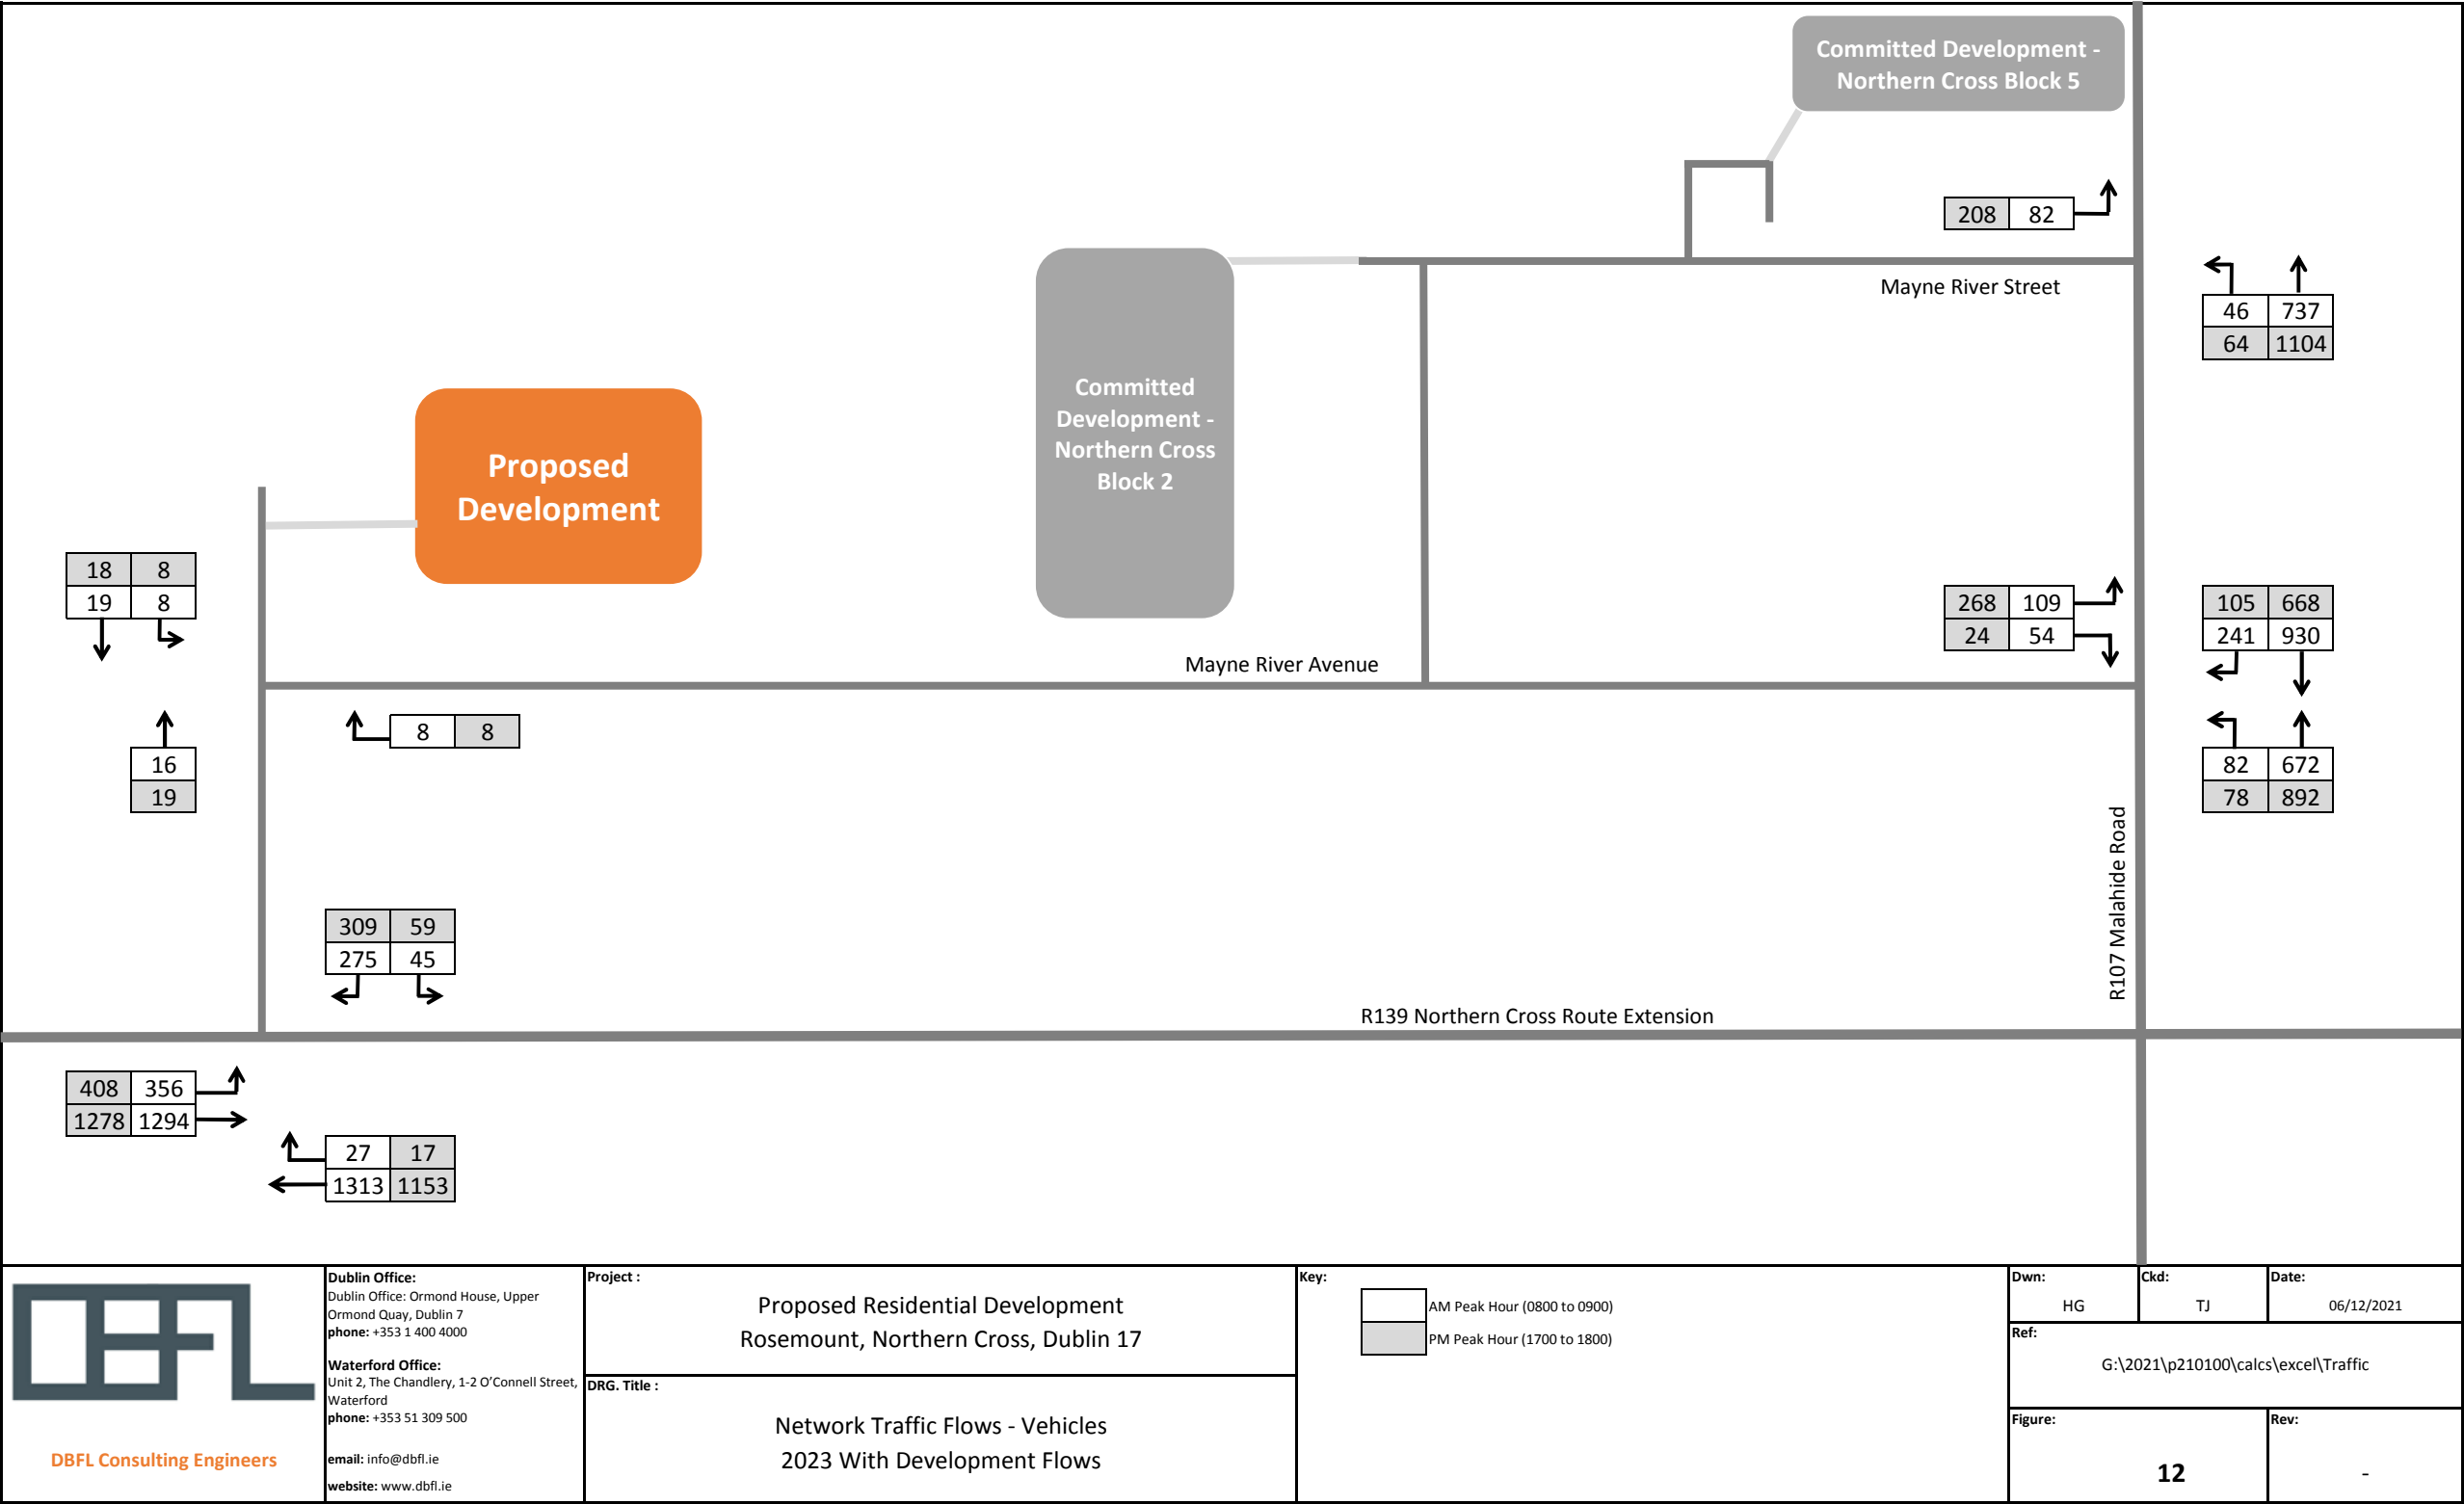 Committed Development -
Northern Cross Block 5
208 82
Mayne River Street
46 737
64 1104
Committed
Development -
Northern Cross
Block 2
Proposed
Development
18 8
19 8
268 109
24 54
105 668
241 930
Mayne River Avenue
8 8
16
19
82 672
78 892
R107 Malahide Road
309 59
275 45
R139 Northern Cross Route Extension
408 356
1278 1294
27 17
1313 1153
DBFL
DBFL Consulting Engineers
Dublin Office:
Dublin Office: Ormond House, Upper
Ormond Quay, Dublin 7
phone: +353 1 400 4000
Waterford Office:
Unit 2, The Chandlery, 1-2 O'Connell Street,
Waterford
phone: +353 51 309 500
email: info@dbfl.ie
website: www.dbfl.ie
Project :
Proposed Residential Development
Rosemount, Northern Cross, Dublin 17
DRG. Title :
Network Traffic Flows - Vehicles
2023 With Development Flows
Key:
AM Peak Hour (0800 to 0900)
PM Peak Hour (1700 to 1800)
Dwn:
HG
Ckd:
TJ
Date:
06/12/2021
Ref:
G:\2021\p210100\calcs\excel\Traffic
Figure:
12
Rev:
-